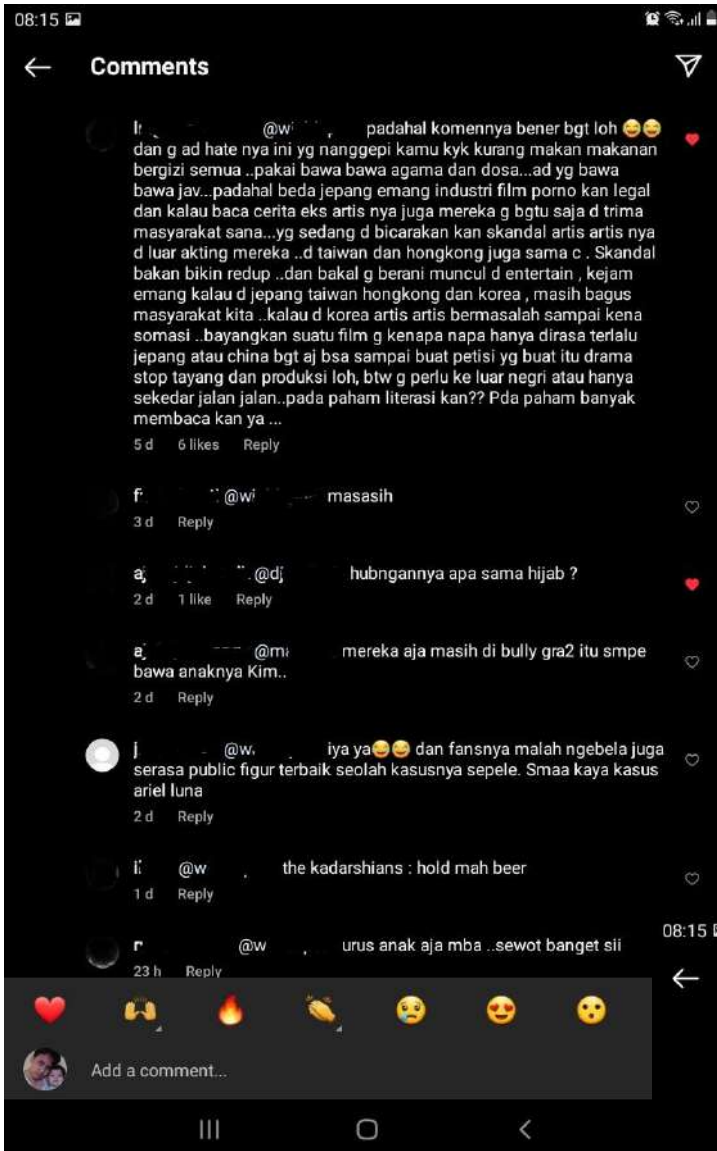 08:15
Comments
@wi padahal komennya bener bgt loh 😂😂
dan g ad hate nya ini yg nanggepi kamu kyk kurang makan makanan
bergizi semua ..pakai bawa bawa agama dan dosa...ad yg bawa
bawa jav...padahal beda jepang emang industri film porno kan legal
dan kalau baca cerita eks artis nya juga mereka g bgtu saja d trima
masyarakat sana...yg sedang d bicarakan kan skandal artis artis nya
d luar akting mereka ..d taiwan dan hongkong juga sama c . Skandal
bakan bikin redup ..dan bakal g berani muncul d entertain , kejam
emang kalau d jepang taiwan hongkong dan korea , masih bagus
masyarakat kita ..kalau d korea artis artis bermasalah sampai kena
somasi ..bayangkan suatu film g kenapa napa hanya dirasa terlalu
jepang atau china bgt aj bsa sampai buat petisi yg buat itu drama
stop tayang dan produksi loh, btw g perlu ke luar negri atau hanya
sekedar jalan jalan..pada paham literasi kan?? Pda paham banyak
membaca kan ya ...
5 d 6 likes Reply
f @wi masasih
3 d Reply
aj @dj hubngannya apa sama hijab ?
2 d 1 like Reply
a @ma mereka aja masih di bully gra2 itu smpe
bawa anaknya Kim..
2 d Reply
j @w iya ya😂😂 dan fansnya malah ngebela juga
serasa public figur terbaik seolah kasusnya sepele. Smaa kaya kasus
ariel luna
2 d Reply
li @w the kadarshians : hold mah beer
1 d Reply
r @w urus anak aja mba ..sewot banget sii
08:15
23 h Reply
Add a comment...